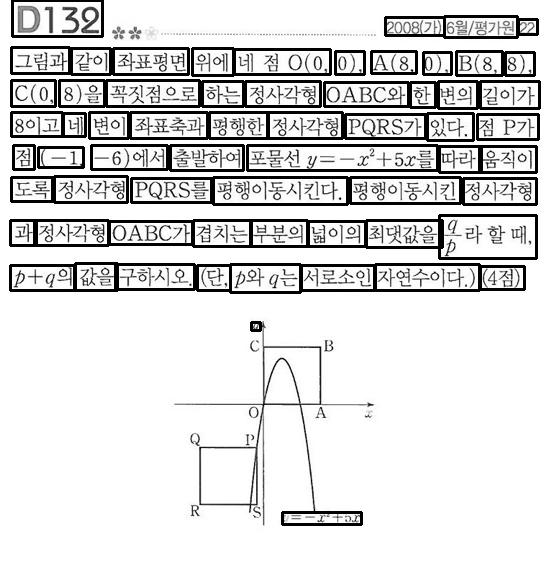 D132
2008(가) 6월/평가원 22
그림과 같이 좌표평면 위에 네 점 O(0, 0), A(8, 0), B(8, 8),
C(0, 8)을 꼭짓점으로 하는 정사각형 OABC와 한 변의 길이가
8이고 네 변이 좌표축과 평행한 정사각형 PQRS가 있다. 점 P가
점 (-1, -6)에서 출발하여 포물선 y=-x²+5x를 따라 움직이
도록 정사각형 PQRS를 평행이동시킨다. 평행이동시킨 정사각형
과 정사각형 OABC가 겹치는 부분의 넓이의 최댓값을 q/p라 할 때,
p+q의 값을 구하시오. (단, p와 q는 서로소인 자연수이다.) (4점)
C B
O A x
Q P
R S
y=-x²+5x